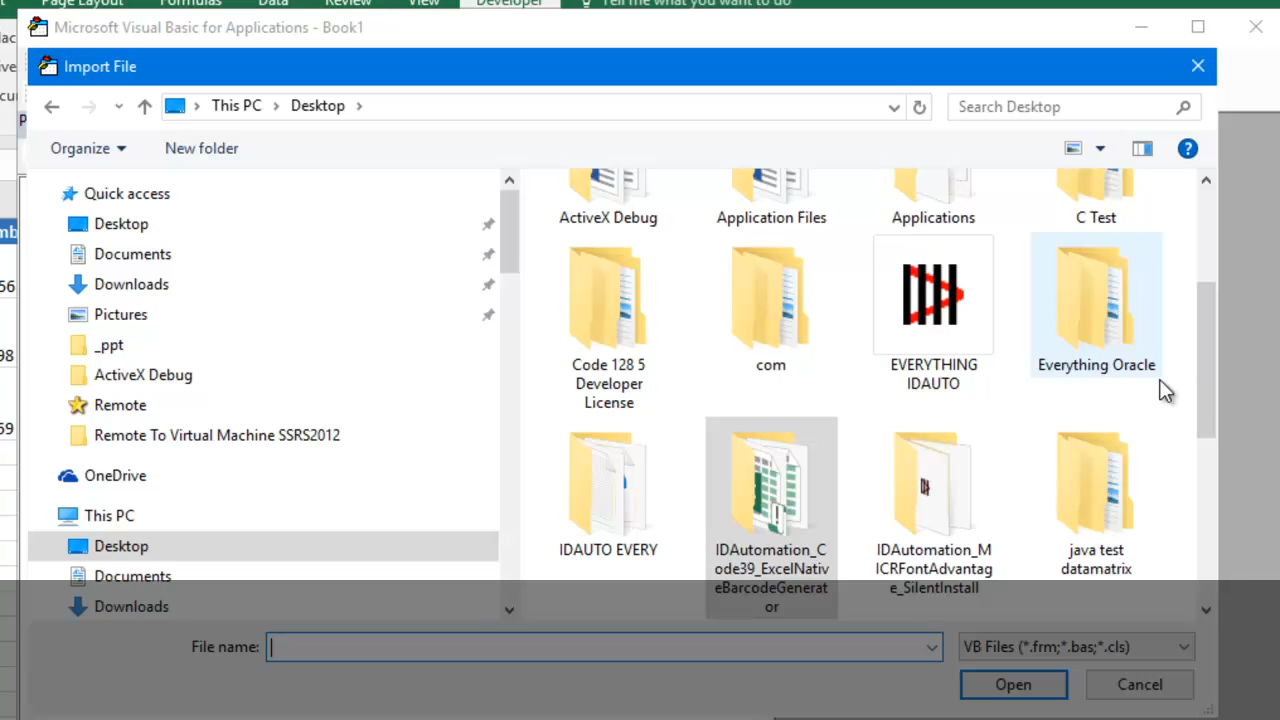 Page Layout Formulas Data Review View Developer Tell me what you want to do
Microsoft Visual Basic for Applications - Book1
Import File
This PC > Desktop >
Search Desktop
Organize
New folder
Quick access
Desktop
Documents
Downloads
Pictures
_ppt
ActiveX Debug
Remote
Remote To Virtual Machine SSRS2012
OneDrive
This PC
Desktop
Documents
Downloads
ActiveX Debug
Application Files
Applications
C Test
Code 128 5
Developer
License
com
EVERYTHING
IDAUTO
Everything Oracle
IDAUTO EVERY
IDAutomation_C
ode39_ExcelNativ
eBarcodeGenerat
or
IDAutomation_M
ICRFontAdvantag
e_SilentInstall
java test
datamatrix
56
98
59
File name:
VB Files (*.frm;*.bas;*.cls)
Open
Cancel